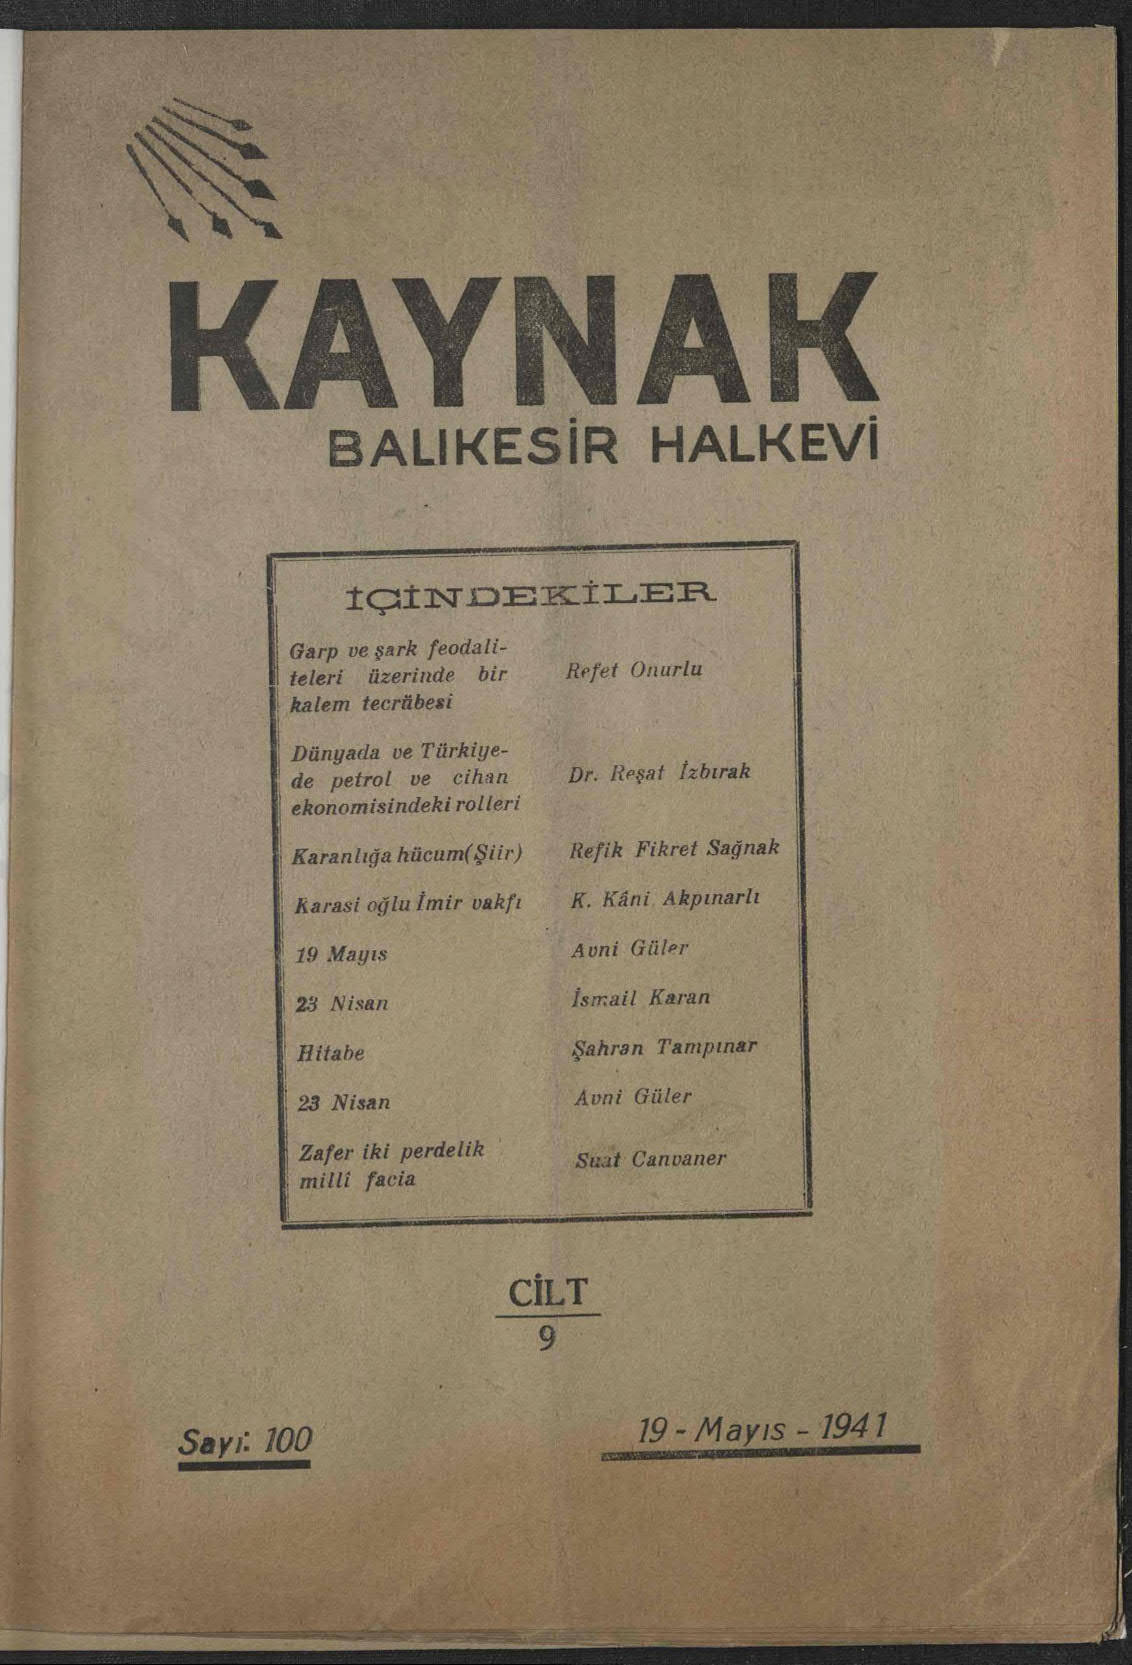 KAYNAK
BALIKESİR HALKEVİ
İÇİNDEKİLER
Garp ve şark feodali-
teleri üzerinde bir
kalem tecrübesi
Refet Onurlu
Dünyada ve Türkiye-
de petrol ve cihan
ekonomisindeki rolleri
Dr. Reşat İzbırak
Karanlığa hücum(Şiir) Refik Fikret Sağnak
Karasi oğlu İmir vakfı K. Kâni Akpınarlı
19 Mayıs Avni Güler
23 Nisan İsmail Karan
Hitabe Şahran Tampınar
23 Nisan Avni Güler
Zafer iki perdelik
millî facia
Suat Canvaner
CİLT
9
Sayı: 100
19 - Mayıs - 1941